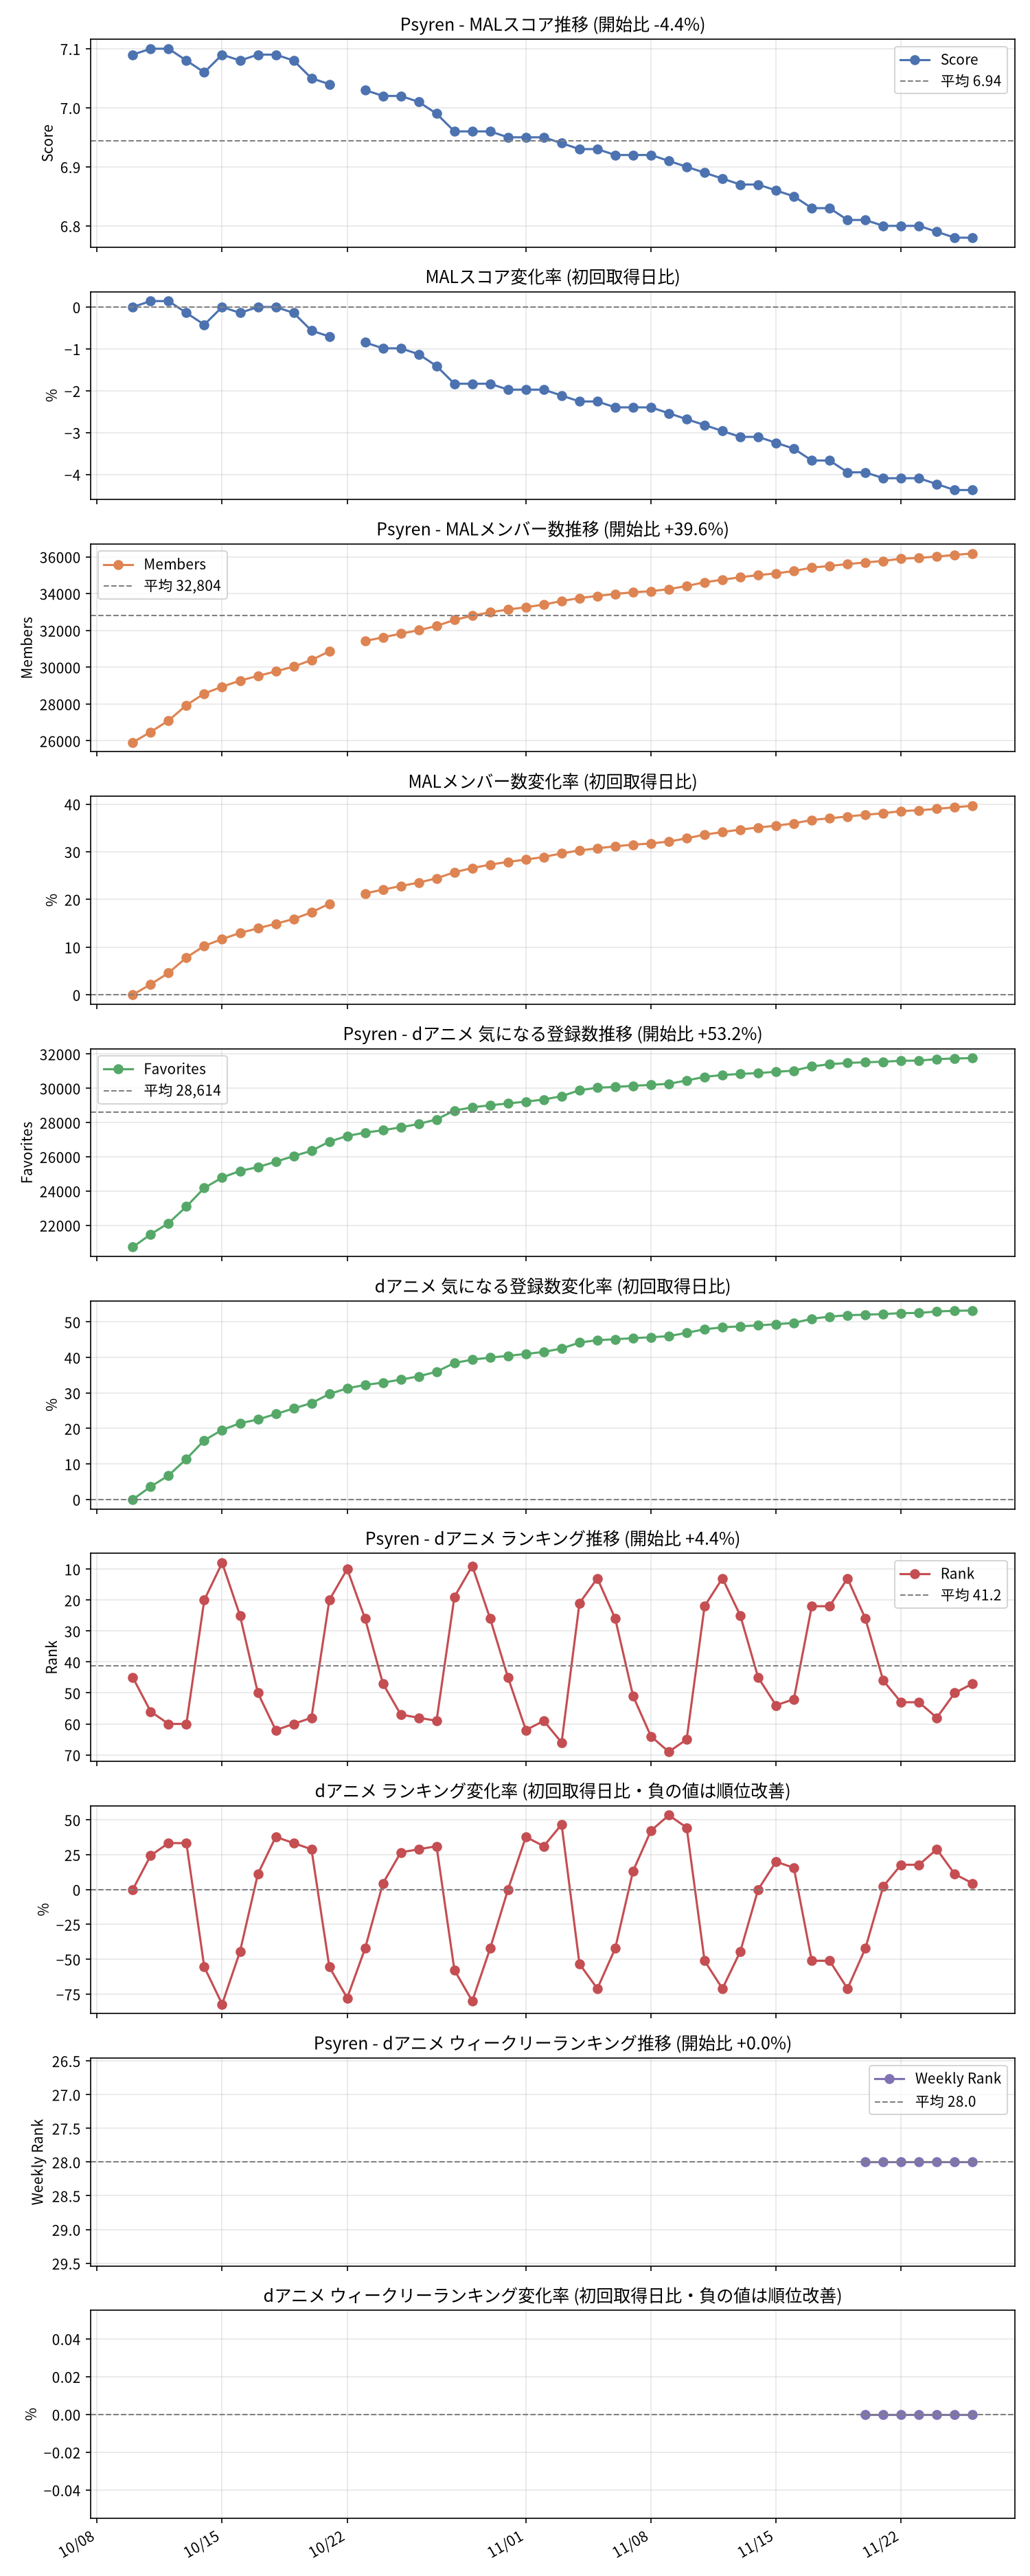 Psyren - MALスコア推移 (開始比 -4.4%)
7.1
7.0
6.9
6.8
Score
Score
平均 6.94
MALスコア変化率 (初回取得日比)
0
−1
−2
−3
−4
%
Psyren - MALメンバー数推移 (開始比 +39.6%)
36000
34000
32000
30000
28000
26000
Members
Members
平均 32,804
MALメンバー数変化率 (初回取得日比)
40
30
20
10
0
%
Psyren - dアニメ 気になる登録数推移 (開始比 +53.2%)
32000
30000
28000
26000
24000
22000
Favorites
Favorites
平均 28,614
dアニメ 気になる登録数変化率 (初回取得日比)
50
40
30
20
10
0
%
Psyren - dアニメ ランキング推移 (開始比 +4.4%)
10
20
30
40
50
60
70
Rank
Rank
平均 41.2
dアニメ ランキング変化率 (初回取得日比・負の値は順位改善)
50
25
0
−25
−50
−75
%
Psyren - dアニメ ウィークリーランキング推移 (開始比 +0.0%)
26.5
27.0
27.5
28.0
28.5
29.0
29.5
Weekly Rank
Weekly Rank
平均 28.0
dアニメ ウィークリーランキング変化率 (初回取得日比・負の値は順位改善)
0.04
0.02
0.00
−0.02
−0.04
%
10/08
10/15
10/22
11/01
11/08
11/15
11/22